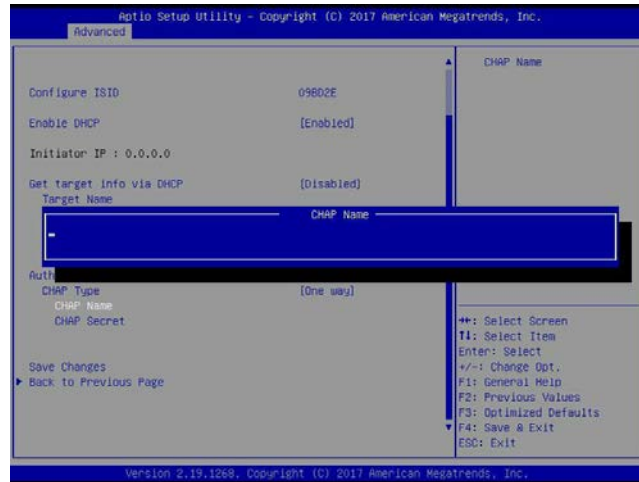 Aptio Setup Utility - Copyright (C) 2017 American Megatrends, Inc.
Advanced
CHAP Name
Configure ISID 09BD2E
Enable DHCP [Enabled]
Initiator IP : 0.0.0.0
Get target info via DHCP [Disabled]
Target Name
CHAP Name
Auth
CHAP Type [One way]
CHAP Name
CHAP Secret
Save Changes
Back to Previous Page
↔: Select Screen
↑↓: Select Item
Enter: Select
+/-: Change Opt.
F1: General Help
F2: Previous Values
F3: Optimized Defaults
F4: Save & Exit
ESC: Exit
Version 2.19.1268. Copyright (C) 2017 American Megatrends, Inc.